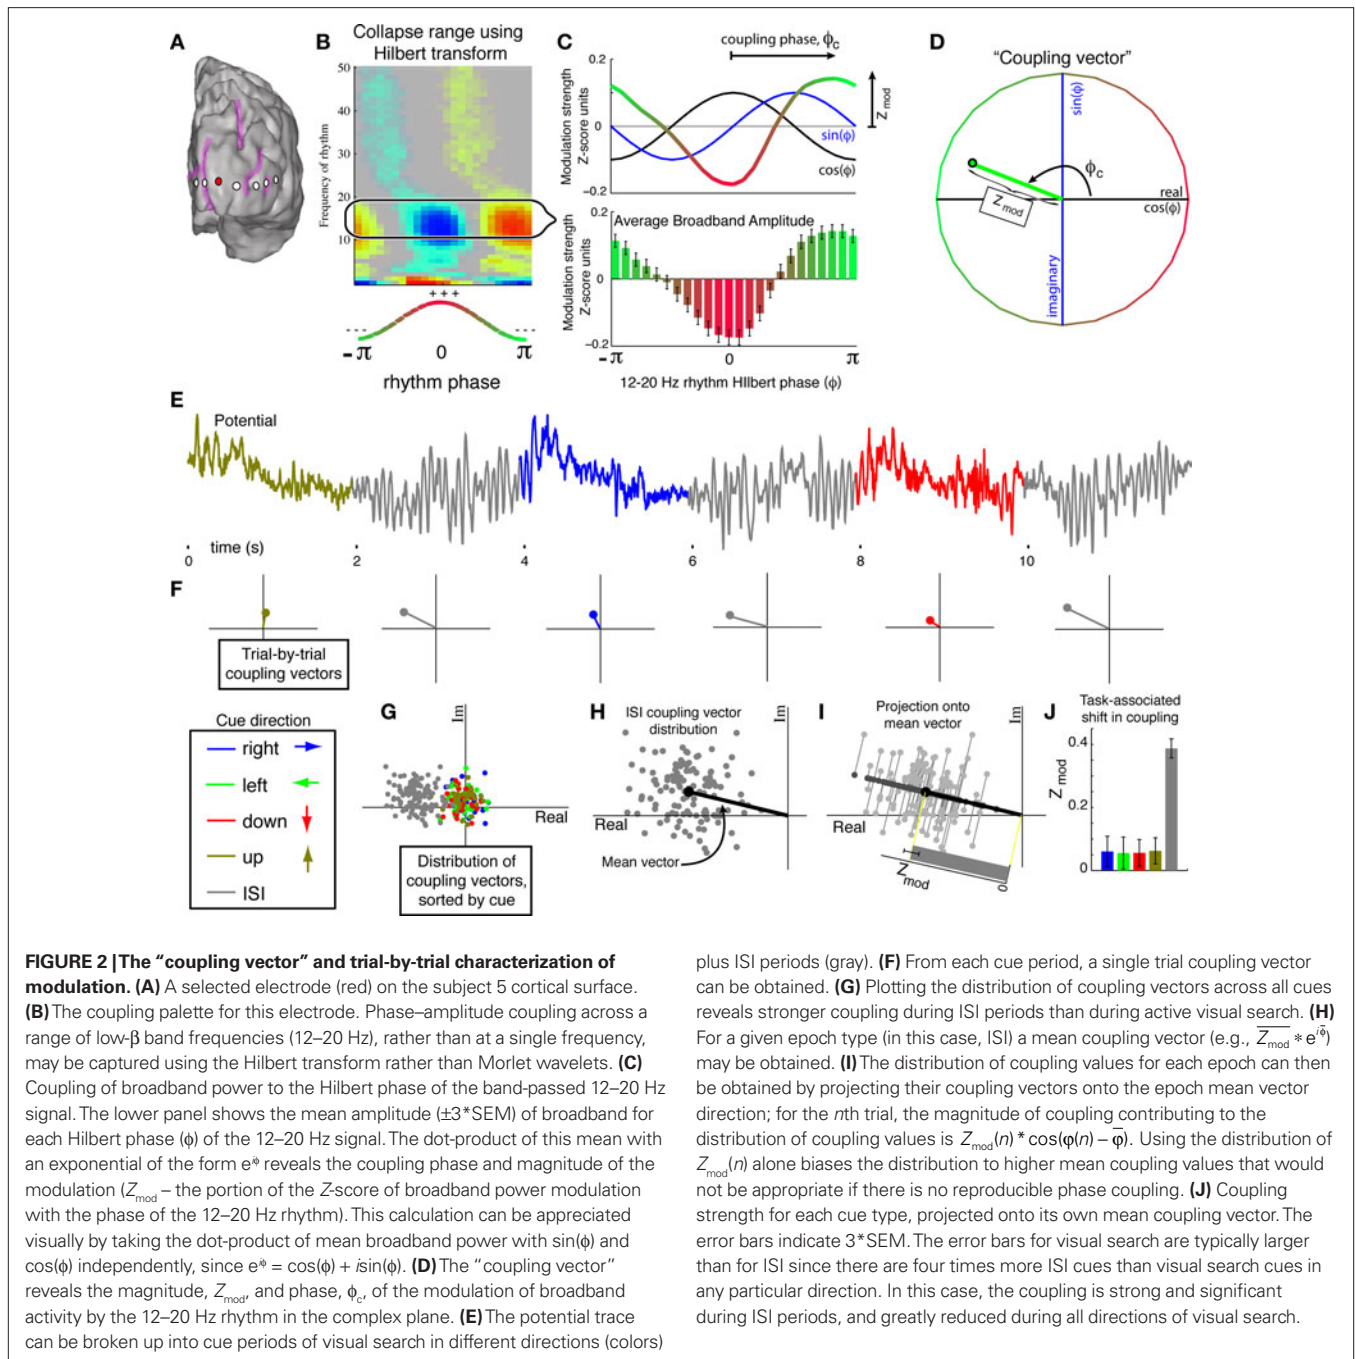 A
B
Collapse range using
Hilbert transform
Frequency of rhythm
50
40
30
20
10
+ + +
- - -
- - -
-π
0
π
rhythm phase
C
coupling phase, ϕc
Modulation strength
Z-score units
0.2
0
−0.2
sin(ϕ)
cos(ϕ)
Z mod
Average Broadband Amplitude
Modulation strength
Z-score units
0.2
0
−0.2
-π
0
π
12-20 Hz rhythm HIlbert phase (ϕ)
D
"Coupling vector"
sin(ϕ)
ϕc
Z mod
real
cos(ϕ)
imaginary
E
Potential
time (s)
0
2
4
6
8
10
F
Trial-by-trial
coupling vectors
Cue direction
right
left
down
up
ISI
G
Im
Real
Distribution of
coupling vectors,
sorted by cue
H
ISI coupling vector
distribution
Im
Real
Mean vector
I
Projection onto
mean vector
Im
Real
Zmod
0
J
Task-associated
shift in coupling
Z mod
0.4
0.2
0
FIGURE 2 | The “coupling vector” and trial-by-trial characterization of
modulation. (A) A selected electrode (red) on the subject 5 cortical surface.
(B) The coupling palette for this electrode. Phase–amplitude coupling across a
range of low-β band frequencies (12–20 Hz), rather than at a single frequency,
may be captured using the Hilbert transform rather than Morlet wavelets. (C)
Coupling of broadband power to the Hilbert phase of the band-passed 12–20 Hz
signal. The lower panel shows the mean amplitude (±3*SEM) of broadband for
each Hilbert phase (ϕ) of the 12–20 Hz signal. The dot-product of this mean with
an exponential of the form e^iϕ reveals the coupling phase and magnitude of the
modulation (Zmod – the portion of the Z-score of broadband power modulation
with the phase of the 12–20 Hz rhythm). This calculation can be appreciated
visually by taking the dot-product of mean broadband power with sin(ϕ) and
cos(ϕ) independently, since e^iϕ = cos(ϕ) + isin(ϕ). (D) The “coupling vector”
reveals the magnitude, Zmod, and phase, ϕc, of the modulation of broadband
activity by the 12–20 Hz rhythm in the complex plane. (E) The potential trace
can be broken up into cue periods of visual search in different directions (colors)
plus ISI periods (gray). (F) From each cue period, a single trial coupling vector
can be obtained. (G) Plotting the distribution of coupling vectors across all cues
reveals stronger coupling during ISI periods than during active visual search. (H)
For a given epoch type (in this case, ISI) a mean coupling vector (e.g., Z̅mod * e^iϕ̅)
may be obtained. (I) The distribution of coupling values for each epoch can then
be obtained by projecting their coupling vectors onto the epoch mean vector
direction; for the nth trial, the magnitude of coupling contributing to the
distribution of coupling values is Zmod(n) * cos(φ(n) – φ̅). Using the distribution of
Zmod(n) alone biases the distribution to higher mean coupling values that would
not be appropriate if there is no reproducible phase coupling. (J) Coupling
strength for each cue type, projected onto its own mean coupling vector. The
error bars indicate 3*SEM. The error bars for visual search are typically larger
than for ISI since there are four times more ISI cues than visual search cues in
any particular direction. In this case, the coupling is strong and significant
during ISI periods, and greatly reduced during all directions of visual search.